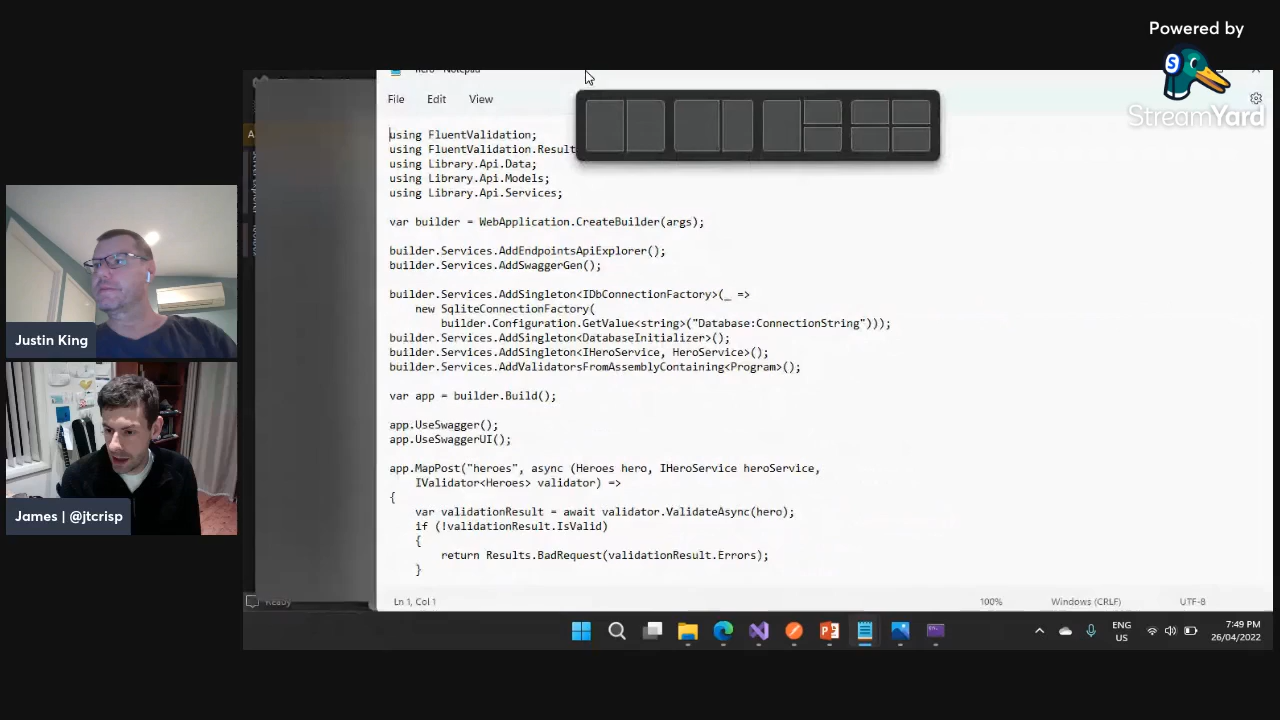 Powered by
StreamYard
hero - Notepad
File Edit View
using FluentValidation;
using FluentValidation.Result
using Library.Api.Data;
using Library.Api.Models;
using Library.Api.Services;
var builder = WebApplication.CreateBuilder(args);
builder.Services.AddEndpointsApiExplorer();
builder.Services.AddSwaggerGen();
builder.Services.AddSingleton<IDbConnectionFactory>(_ =>
new SqliteConnectionFactory(
builder.Configuration.GetValue<string>("Database:ConnectionString")));
builder.Services.AddSingleton<DatabaseInitializer>();
builder.Services.AddSingleton<IHeroService, HeroService>();
builder.Services.AddValidatorsFromAssemblyContaining<Program>();
var app = builder.Build();
app.UseSwagger();
app.UseSwaggerUI();
app.MapPost("heroes", async (Heroes hero, IHeroService heroService,
IValidator<Heroes> validator) =>
{
var validationResult = await validator.ValidateAsync(hero);
if (!validationResult.IsValid)
{
return Results.BadRequest(validationResult.Errors);
}
Ready
Ln 1, Col 1
100%
Windows (CRLF)
UTF-8
ENG
US
7:49 PM
26/04/2022
Justin King
James | @jtcrisp